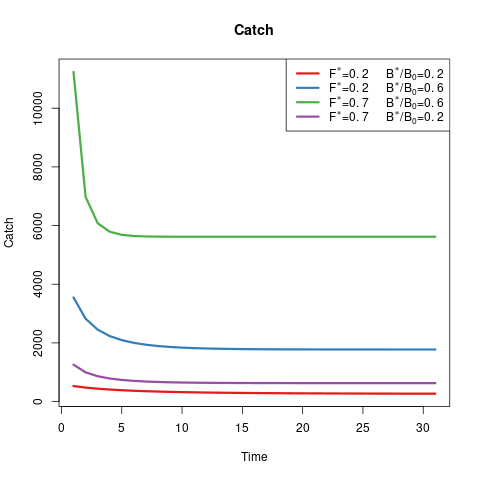 Catch
F*=0.2 B*/B₀=0.2
F*=0.2 B*/B₀=0.6
F*=0.7 B*/B₀=0.6
F*=0.7 B*/B₀=0.2
Catch
10000
8000
6000
4000
2000
0
0 5 10 15 20 25 30
Time